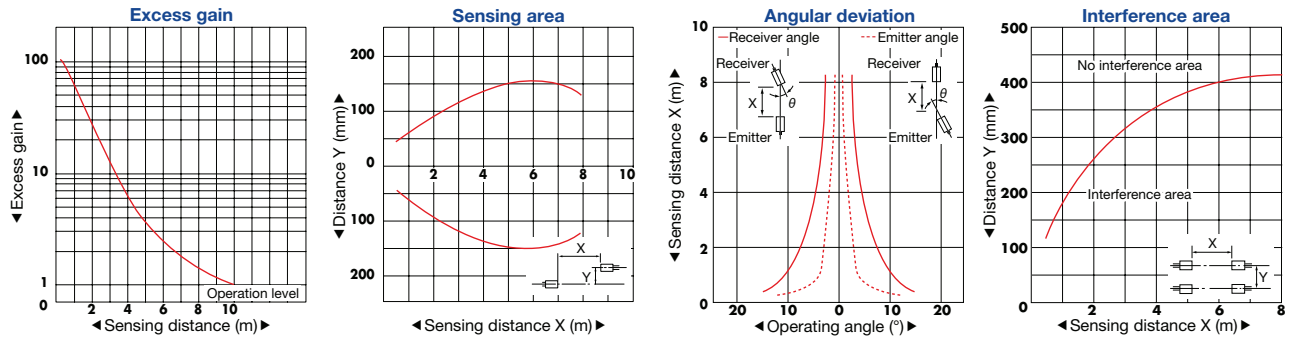 Excess gain
100
10
1
0
2 4 6 8 10
Operation level
◄ Excess gain ►
◄ Sensing distance (m) ►
Sensing area
200
100
0
100
200
2 4 6 8 10
X
Y
◄ Distance Y (mm) ►
◄ Sensing distance X (m) ►
Angular deviation
10
8
6
4
2
0
Receiver angle
Emitter angle
Receiver
X
θ
Emitter
Receiver
X
θ
Emitter
20 10 0 10 20
◄ Sensing distance X (m) ►
◄ Operating angle (°) ►
Interference area
500
400
300
200
100
0
No interference area
Interference area
X
Y
2 4 6 8
◄ Distance Y (mm) ►
◄ Sensing distance X (m) ►